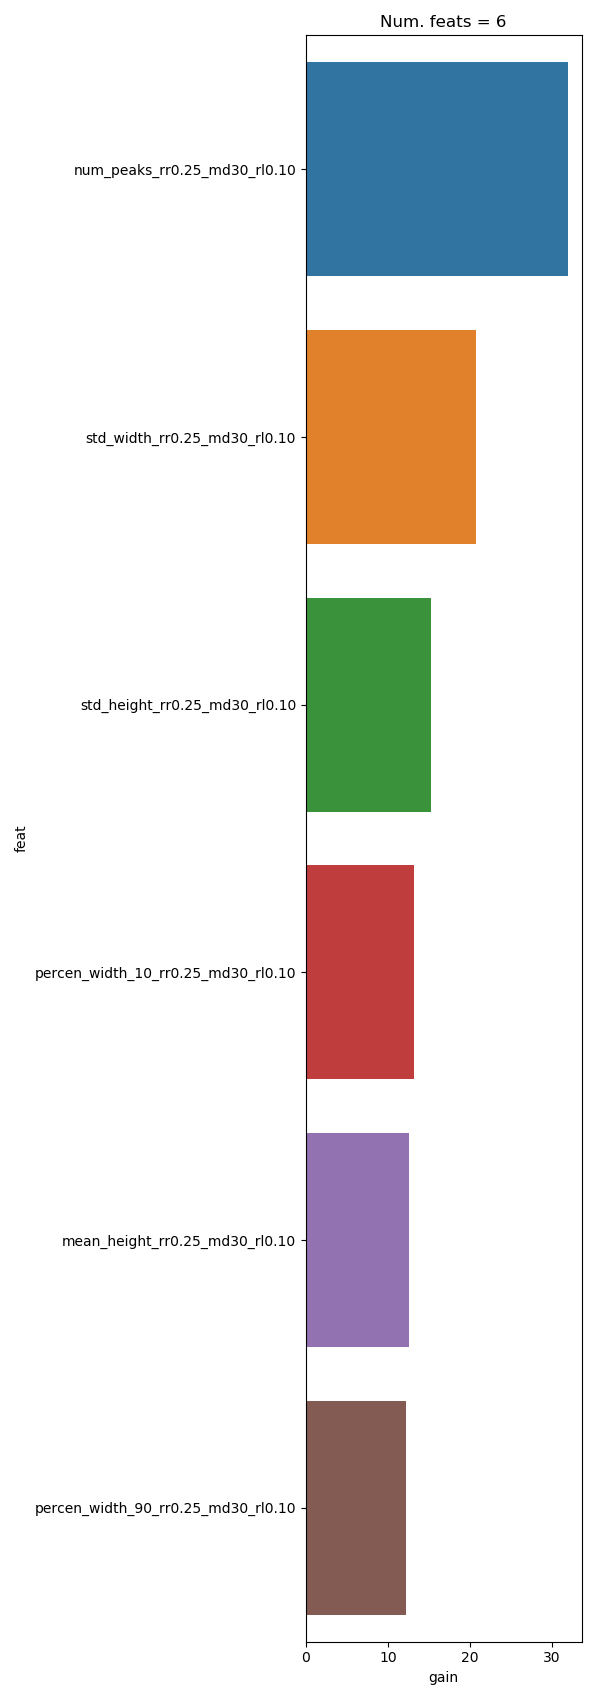 Num. feats = 6
num_peaks_rr0.25_md30_rl0.10
std_width_rr0.25_md30_rl0.10
std_height_rr0.25_md30_rl0.10
feat
percen_width_10_rr0.25_md30_rl0.10
mean_height_rr0.25_md30_rl0.10
percen_width_90_rr0.25_md30_rl0.10
0 10 20 30
gain